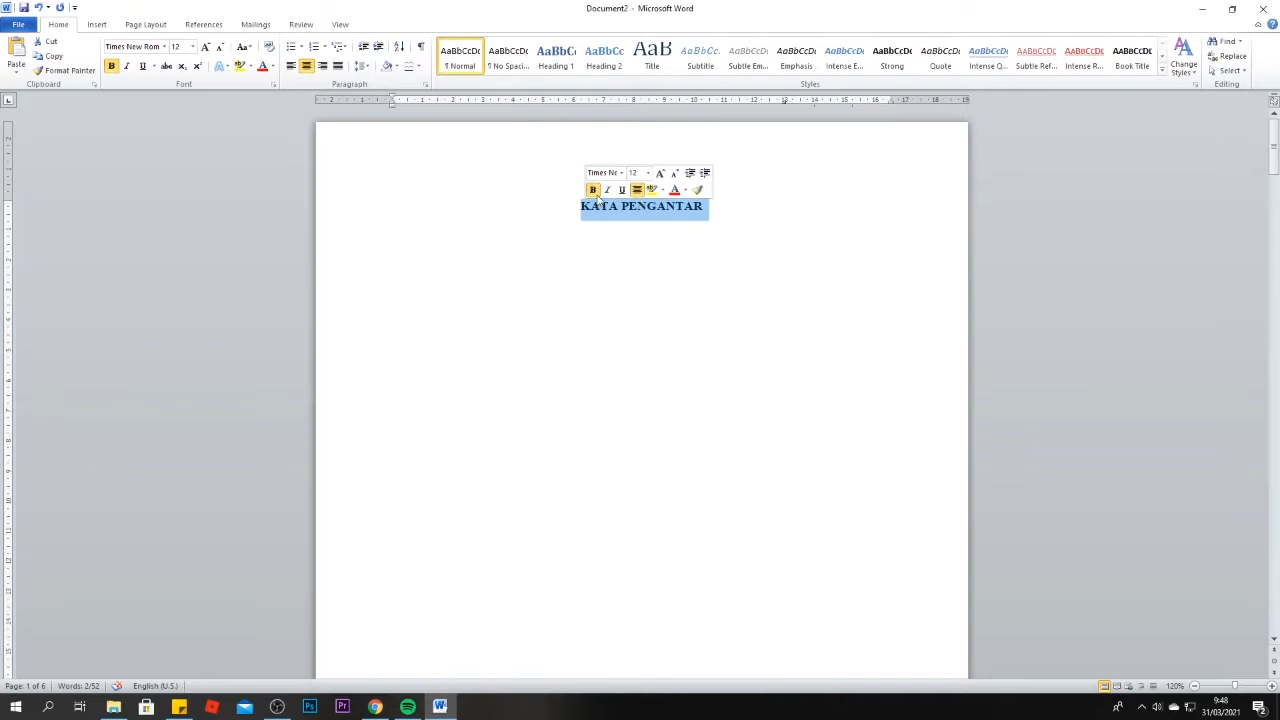 Document2 - Microsoft Word
File Home Insert Page Layout References Mailings Review View
Paste
Cut
Copy
Format Painter
Clipboard
Times New Rom 12
Font
Paragraph
AaBbCcDc AaBbCcDc AaBbCc AaBbCc AaB AaBbCc. AaBbCcDc AaBbCcDc AaBbCcDc AaBbCcDc AaBbCcDc AaBbCcDc AaBbCcDc AaBbCcDc AaBbCcDc
¶ Normal ¶ No Spaci... Heading 1 Heading 2 Title Subtitle Subtle Em... Emphasis Intense E... Strong Quote Intense Q... Subtle Ref... Intense R... Book Title
Change Styles
Styles
Find
Replace
Select
Editing
Times Ne 12
KATA PENGANTAR
Page: 1 of 6 Words: 2/52 English (U.S.) 120%
9:48
31/03/2021